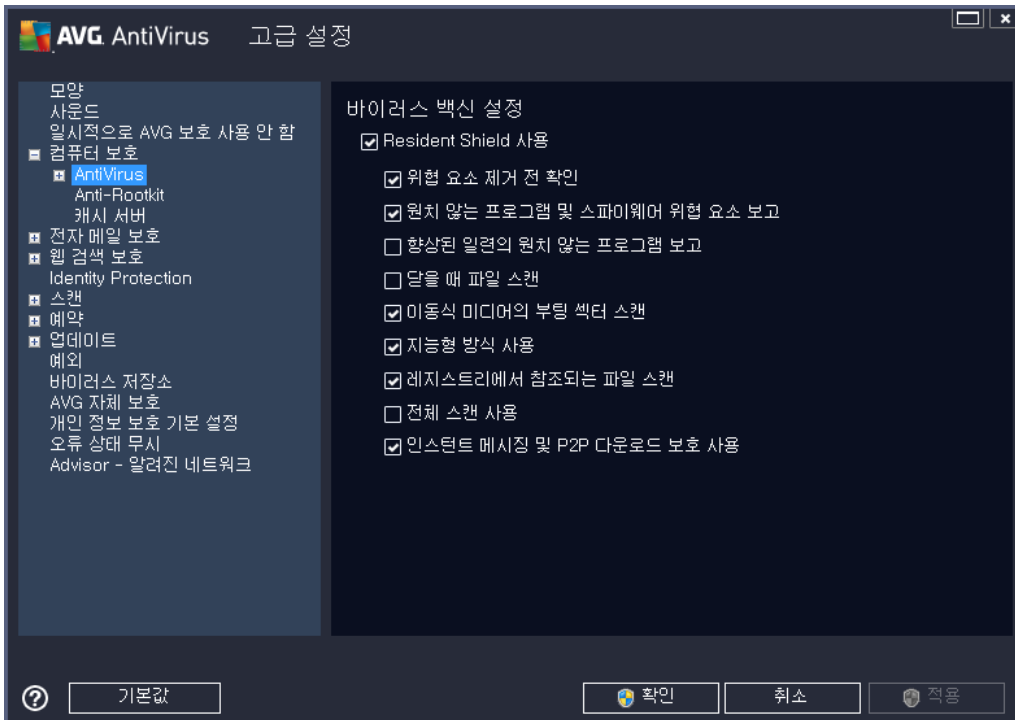 AVG. AntiVirus 고급 설정
모양
사운드
일시적으로 AVG 보호 사용 안 함
컴퓨터 보호
AntiVirus
Anti-Rootkit
캐시 서버
전자 메일 보호
웹 검색 보호
Identity Protection
스캔
예약
업데이트
예외
바이러스 저장소
AVG 자체 보호
개인 정보 보호 기본 설정
오류 상태 무시
Advisor - 알려진 네트워크
바이러스 백신 설정
Resident Shield 사용
위협 요소 제거 전 확인
원치 않는 프로그램 및 스파이웨어 위협 요소 보고
향상된 일련의 원치 않는 프로그램 보고
닫을 때 파일 스캔
이동식 미디어의 부팅 섹터 스캔
지능형 방식 사용
레지스트리에서 참조되는 파일 스캔
전체 스캔 사용
인스턴트 메시징 및 P2P 다운로드 보호 사용
기본값
확인
취소
적용